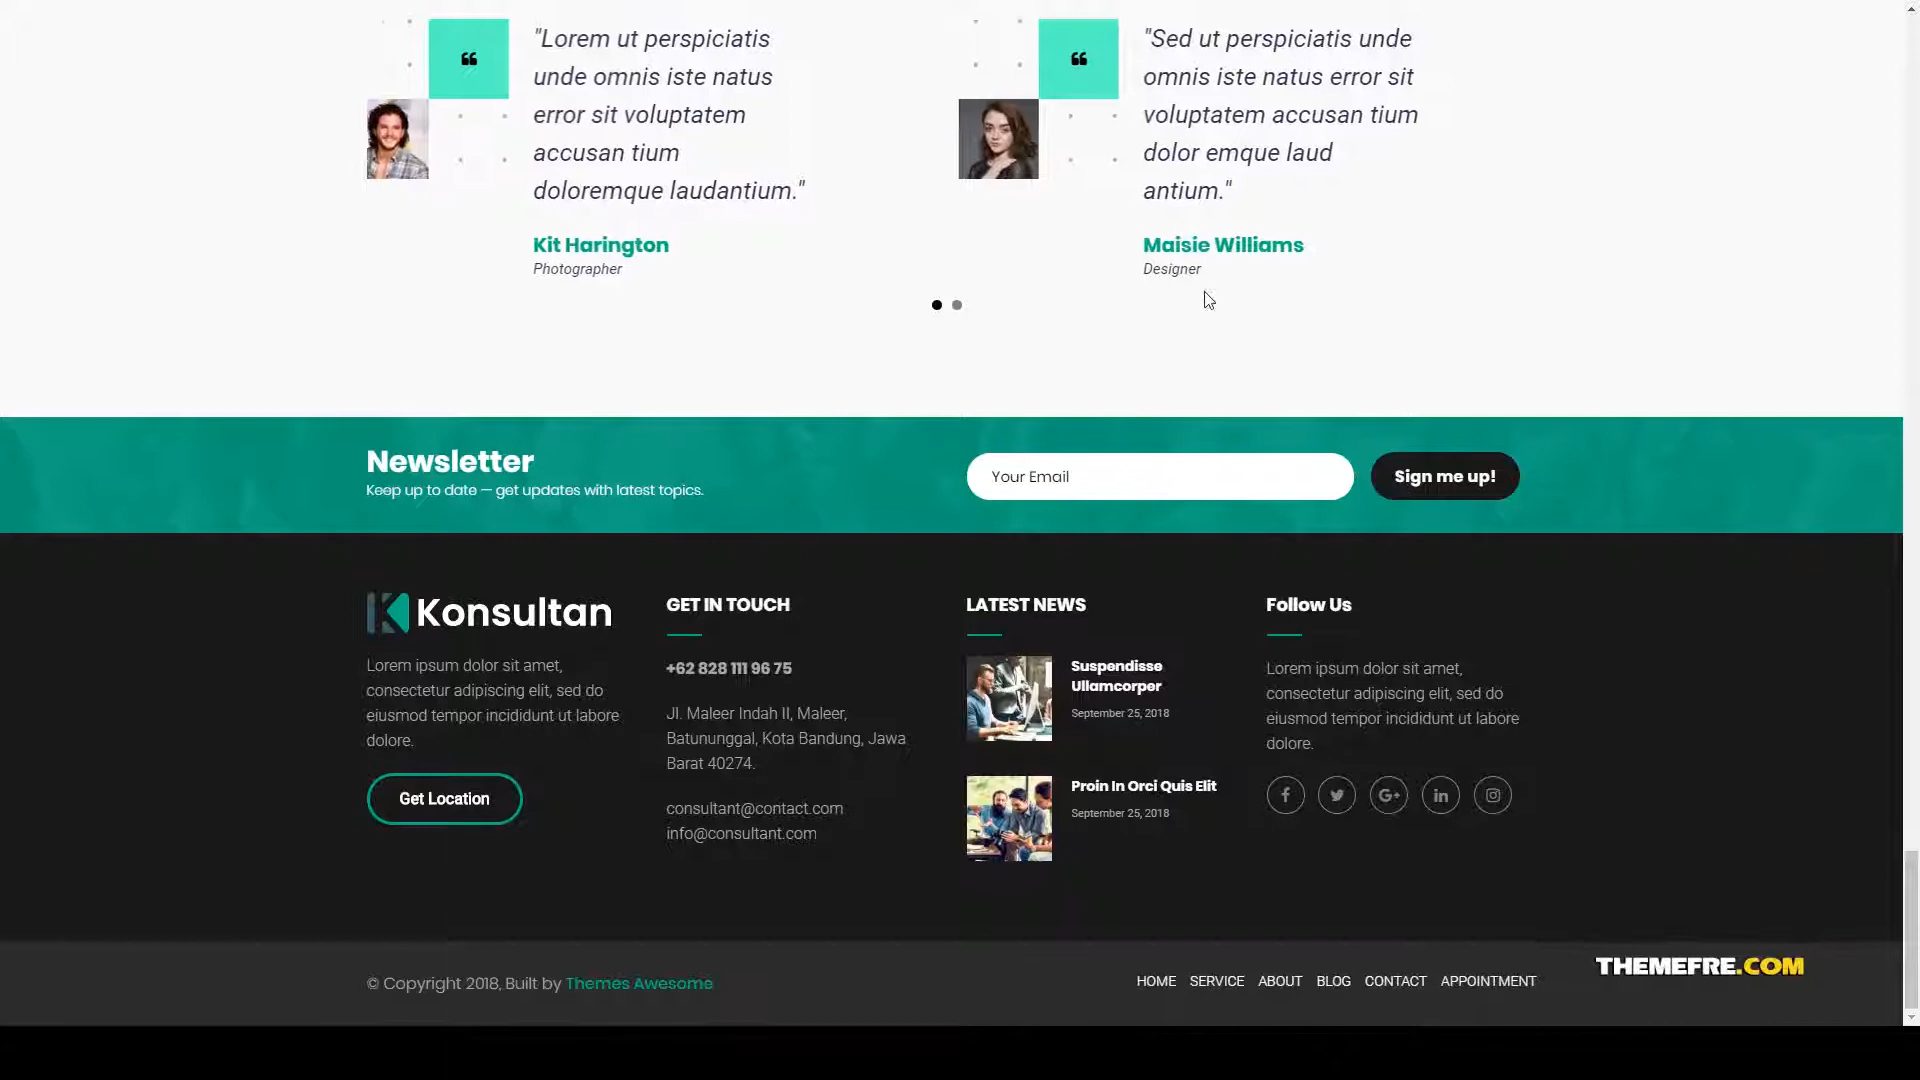 "Lorem ut perspiciatis
unde omnis iste natus
error sit voluptatem
accusan tium
doloremque laudantium."
Kit Harington
Photographer
"Sed ut perspiciatis unde
omnis iste natus error sit
voluptatem accusan tium
dolor emque laud
antium."
Maisie Williams
Designer
Newsletter
Keep up to date — get updates with latest topics.
Your Email
Sign me up!
Konsultan
Lorem ipsum dolor sit amet,
consectetur adipiscing elit, sed do
eiusmod tempor incididunt ut labore
dolore.
Get Location
GET IN TOUCH
+62 828 111 96 75
Jl. Maleer Indah II, Maleer,
Batununggal, Kota Bandung, Jawa
Barat 40274.
consultant@contact.com
info@consultant.com
LATEST NEWS
Suspendisse
Ullamcorper
September 25, 2018
Proin In Orci Quis Elit
September 25, 2018
Follow Us
Lorem ipsum dolor sit amet,
consectetur adipiscing elit, sed do
eiusmod tempor incididunt ut labore
dolore.
© Copyright 2018, Built by Themes Awesome
HOME SERVICE ABOUT BLOG CONTACT APPOINTMENT
THEMEFRE.COM